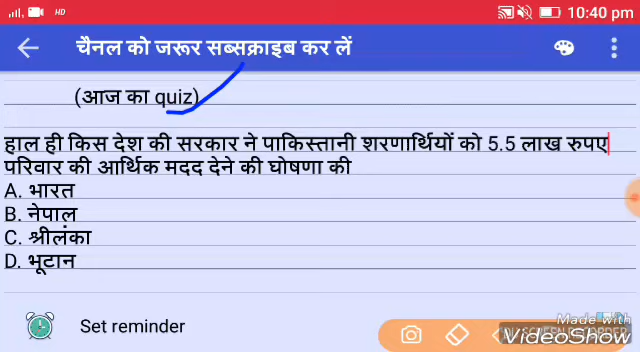 HD 10:40 pm
चैनल को जरूर सब्सक्राइब कर लें
(आज का quiz)
हाल ही किस देश की सरकार ने पाकिस्तानी शरणार्थियों को 5.5 लाख रुपए
परिवार की आर्थिक मदद देने की घोषणा की
A. भारत
B. नेपाल
C. श्रीलंका
D. भूटान
Set reminder
Made with
VideoShow